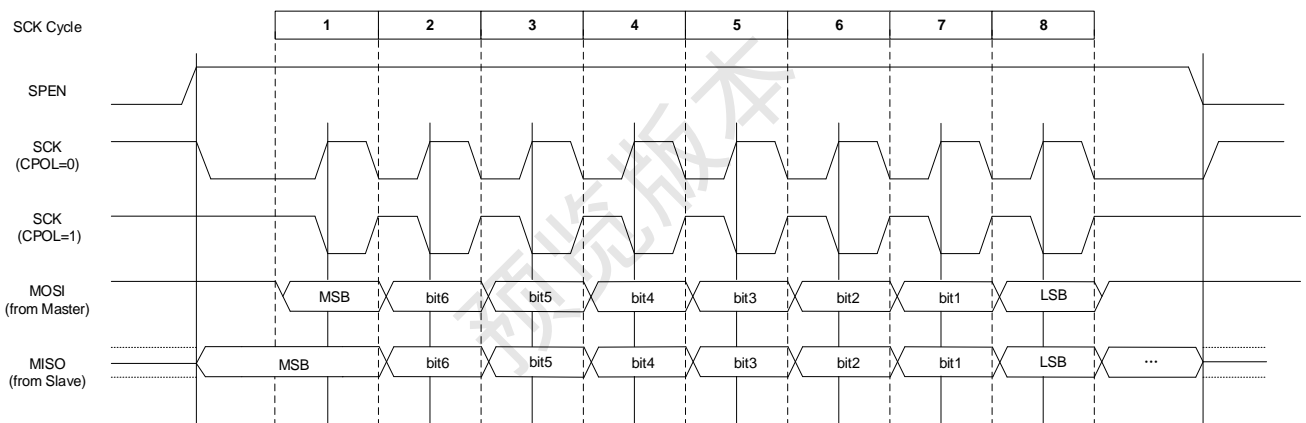 SCK Cycle 1 2 3 4 5 6 7 8
SPEN
SCK
(CPOL=0)
SCK
(CPOL=1)
MOSI
(from Master)
MSB bit6 bit5 bit4 bit3 bit2 bit1 LSB
MISO
(from Slave)
MSB bit6 bit5 bit4 bit3 bit2 bit1 LSB ...
预览版本